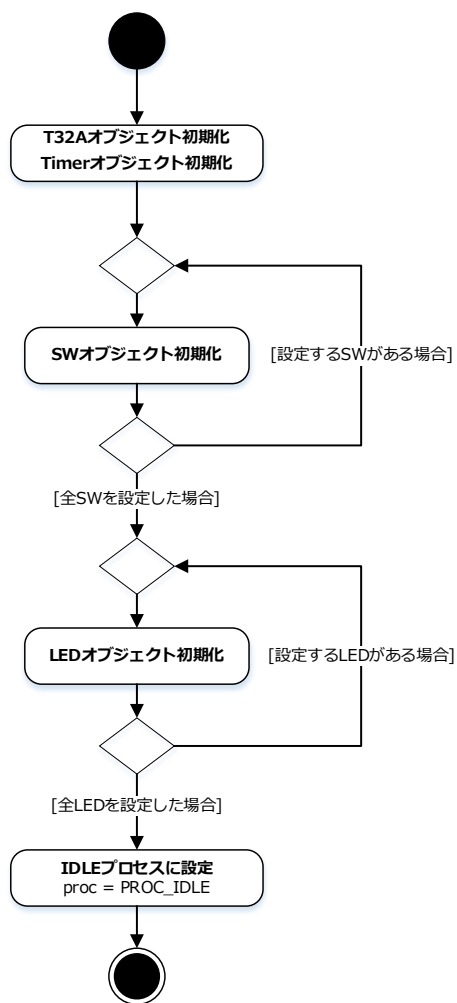 T32Aオブジェクト初期化
Timerオブジェクト初期化
SWオブジェクト初期化
[設定するSWがある場合]
[全SWを設定した場合]
LEDオブジェクト初期化
[設定するLEDがある場合]
[全LEDを設定した場合]
IDLEプロセスに設定
proc = PROC_IDLE